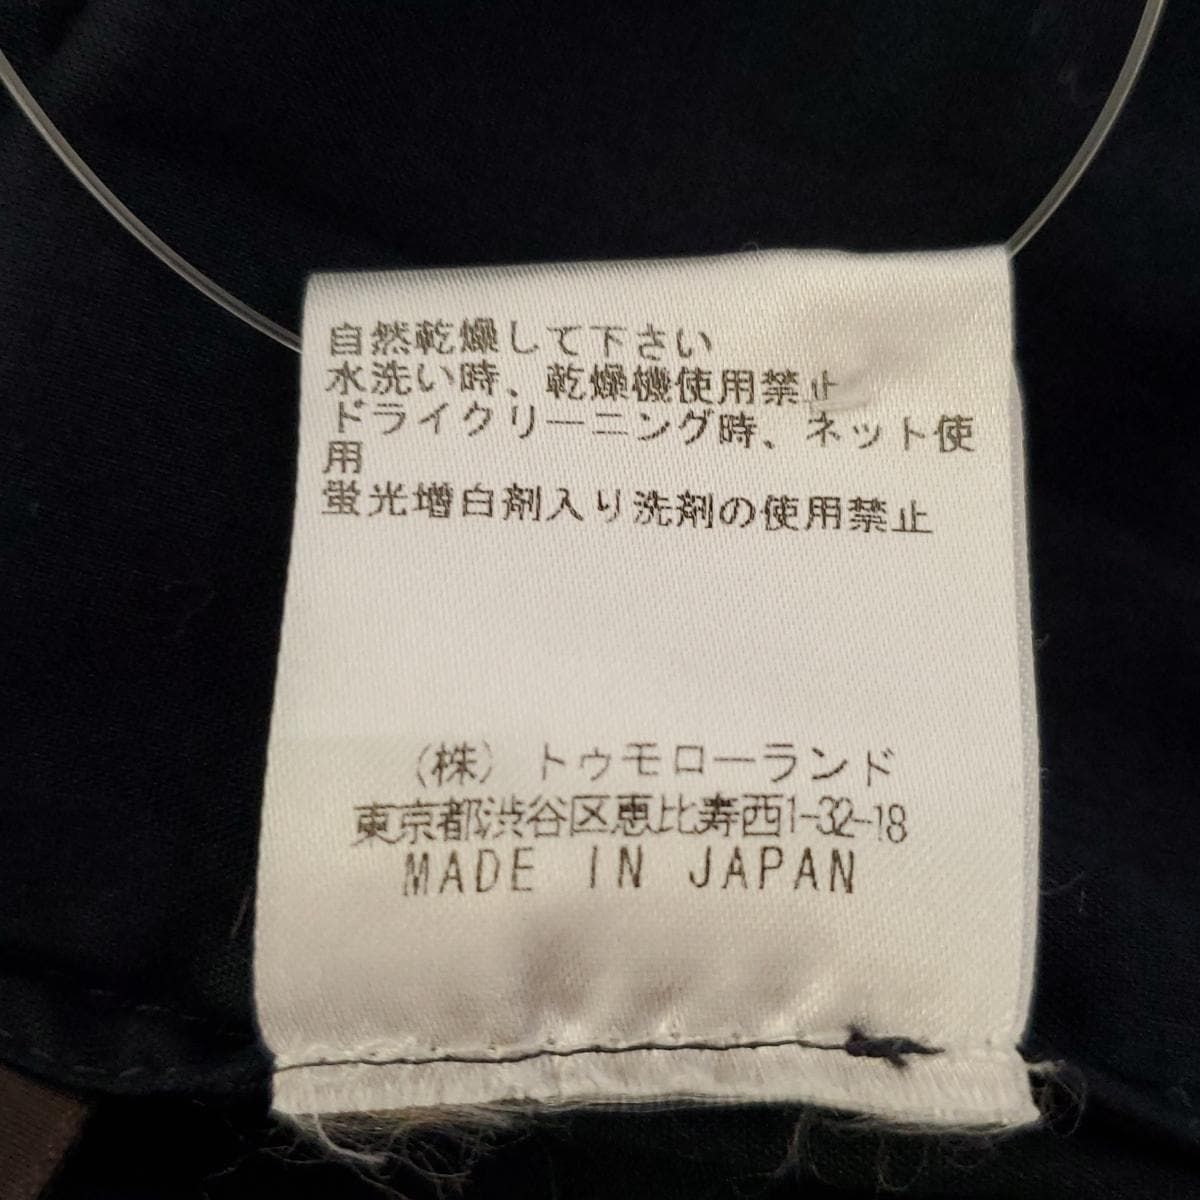 自然乾燥して下さい
水洗い時、乾燥機使用禁止
ドライクリーニング時、ネット使
用
蛍光増白剤入り洗剤の使用禁止
(株) トゥモローランド
東京都渋谷区恵比寿西1-32-18
MADE IN JAPAN